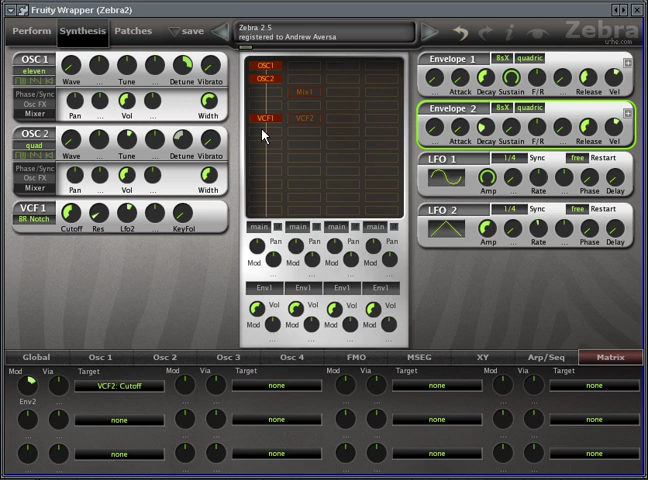 Fruity Wrapper (Zebra2)
Perform Synthesis Patches save
Zebra 2.5
registered to Andrew Aversa
Zebra
u-he.com
OSC 1
eleven
Wave ... Tune ... Detune Vibrato
Phase/Sync
Osc FX
Mixer
Pan ... Vol ... Width
OSC 2
quad
Wave ... Tune ... Detune Vibrato
Phase/Sync
Osc FX
Mixer
Pan ... Vol ... Width
VCF 1
BR Notch
Cutoff Res Lfo2 ... KeyFol
OSC1
OSC2
Mix1
VCF1 VCF2
main main main main
Pan Pan Pan Pan
Mod Mod Mod Mod
... ... ... ...
Env1 Env1 Env1 Env1
Vol Vol Vol Vol
Mod Mod Mod Mod
... ... ... ...
Envelope 1 8sX quadric
... Attack Decay Sustain F/R ... Release Vel
Envelope 2 8sX quadric
... Attack Decay Sustain F/R ... Release Vel
LFO 1 1/4 Sync free Restart
Amp ... Rate ... Phase Delay
LFO 2 1/4 Sync free Restart
Amp ... Rate ... Phase Delay
Global Osc 1 Osc 2 Osc 3 Osc 4 FMO MSEG XY Arp/Seq Matrix
Mod Via Target Mod Via Target Mod Via Target Mod Via Target
VCF2: Cutoff none none none
Env2 ... ... ... ... ... ... ...
none none none none
... ... ... ... ... ... ... ...
none none none none
... ... ... ... ... ... ... ...